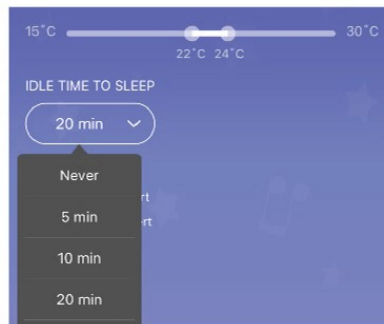 15°C 30°C
22°C 24°C
IDLE TIME TO SLEEP
20 min
Never
5 min
10 min
20 min